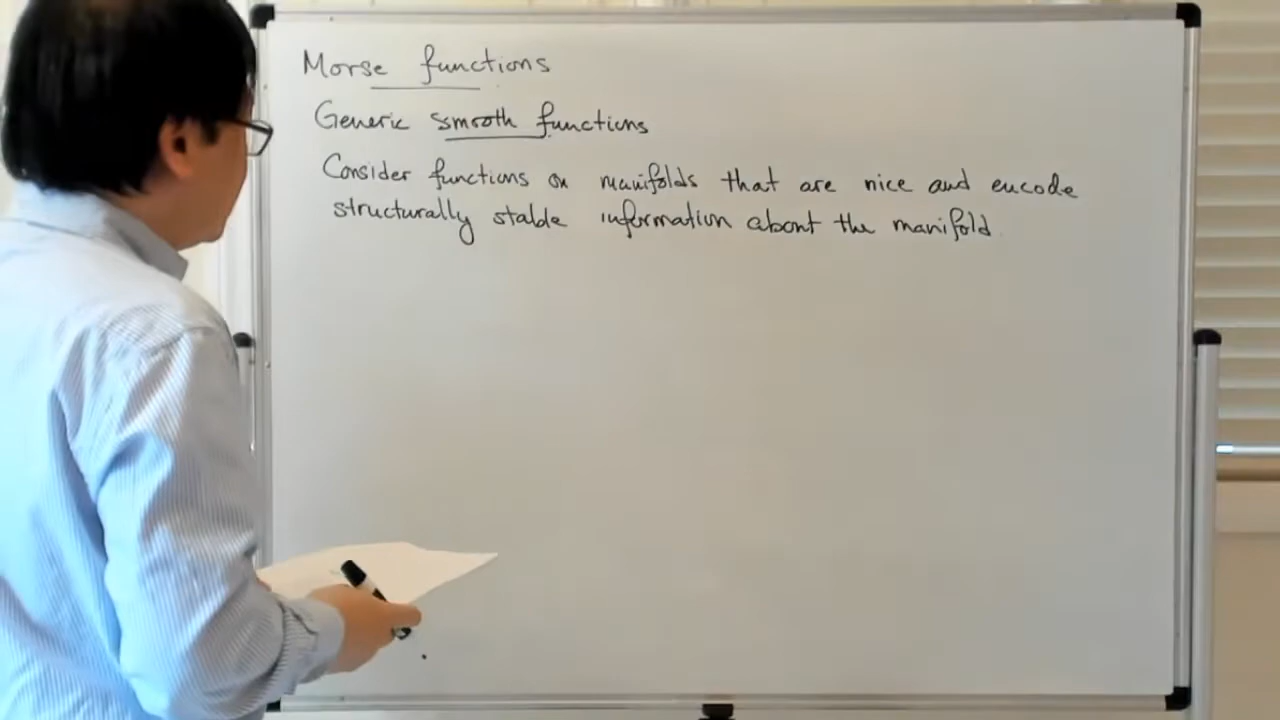 Morse functions
Generic smooth functions
Consider functions on manifolds that are nice and encode
structurally stable information about the manifold